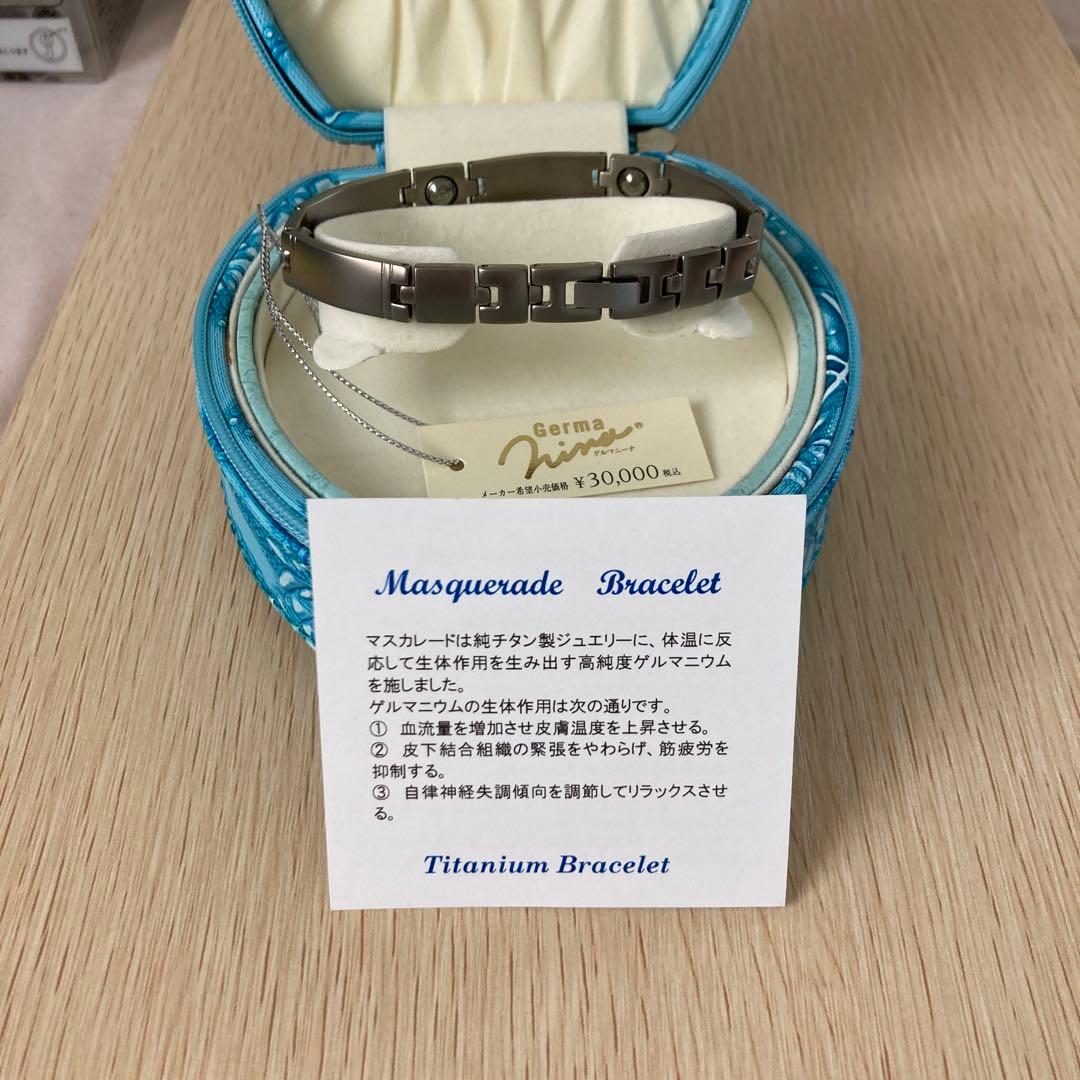 Germa
nina®
ゲルマニーナ
メーカー希望小売価格 ¥30,000 税込
Masquerade Bracelet
マスカレードは純チタン製ジュエリーに、体温に反
応して生体作用を生み出す高純度ゲルマニウム
を施しました。
ゲルマニウムの生体作用は次の通りです。
① 血流量を増加させ皮膚温度を上昇させる。
② 皮下結合組織の緊張をやわらげ、筋疲労を
抑制する。
③ 自律神経失調傾向を調節してリラックスさせ
る。
Titanium Bracelet